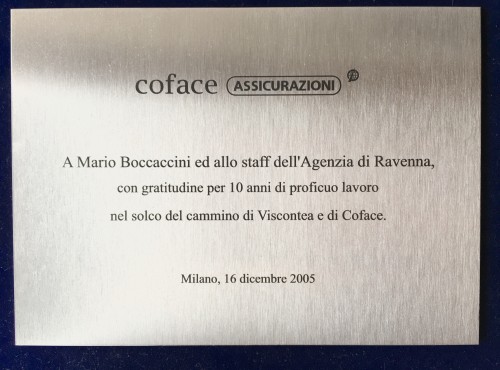 coface ASSICURAZIONI
A Mario Boccaccini ed allo staff dell'Agenzia di Ravenna,
con gratitudine per 10 anni di proficuo lavoro
nel solco del cammino di Viscontea e di Coface.
Milano, 16 dicembre 2005